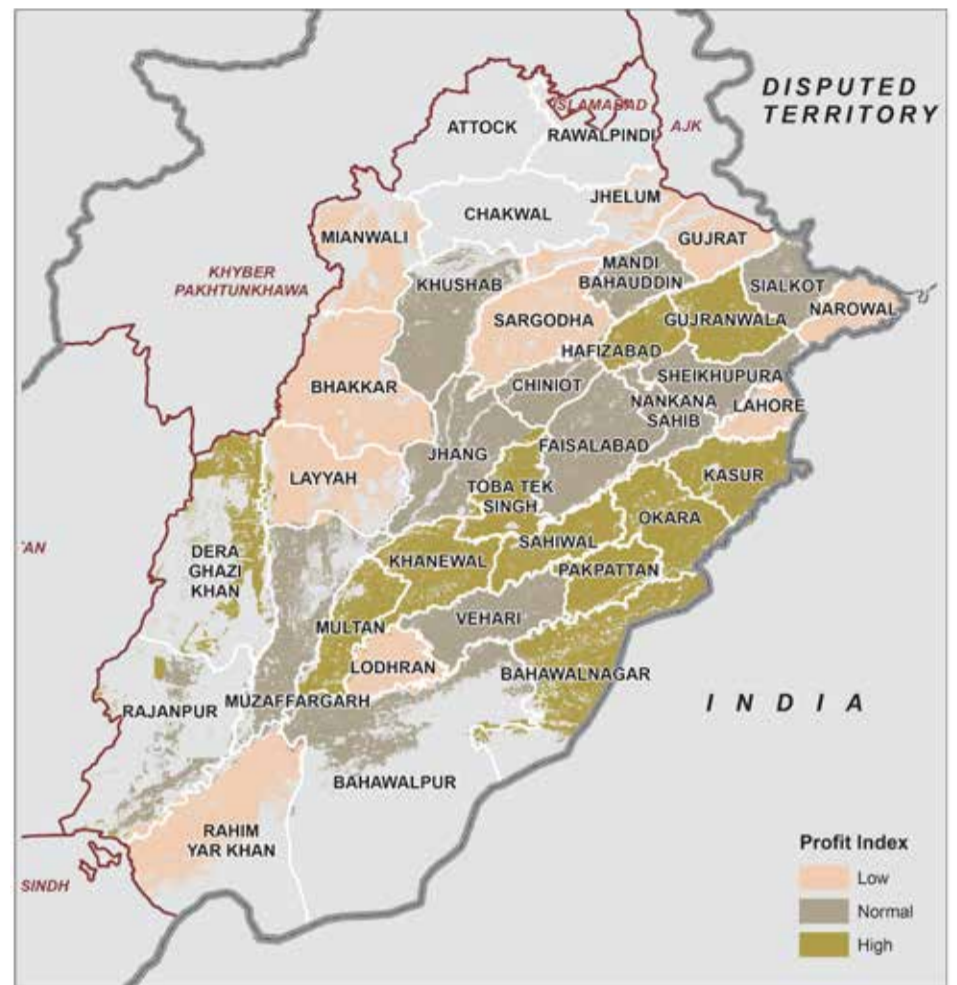 DISPUTED
TERRITORY
ISLAMABAD
ATTOCK
RAWALPINDI
AJK
JHELUM
CHAKWAL
MIANWALI
GUJRAT
KHYBER
PAKHTUNKHAWA
KHUSHAB
MANDI
BAHAUDDIN
SIALKOT
NAROWAL
SARGODHA
GUJRANWALA
HAFIZABAD
BHAKKAR
CHINIOT
SHEIKHUPURA
NANKANA
SAHIB
LAHORE
JHANG
FAISALABAD
LAYYAH
TOBA TEK
SINGH
KASUR
OKARA
'AN
DERA
GHAZI
KHAN
KHANEWAL
SAHIWAL
PAKPATTAN
MULTAN
VEHARI
LODHRAN
BAHAWALNAGAR
RAJANPUR
MUZAFFARGARH
INDIA
BAHAWALPUR
RAHIM
YAR KHAN
SINDH
Profit Index
Low
Normal
High